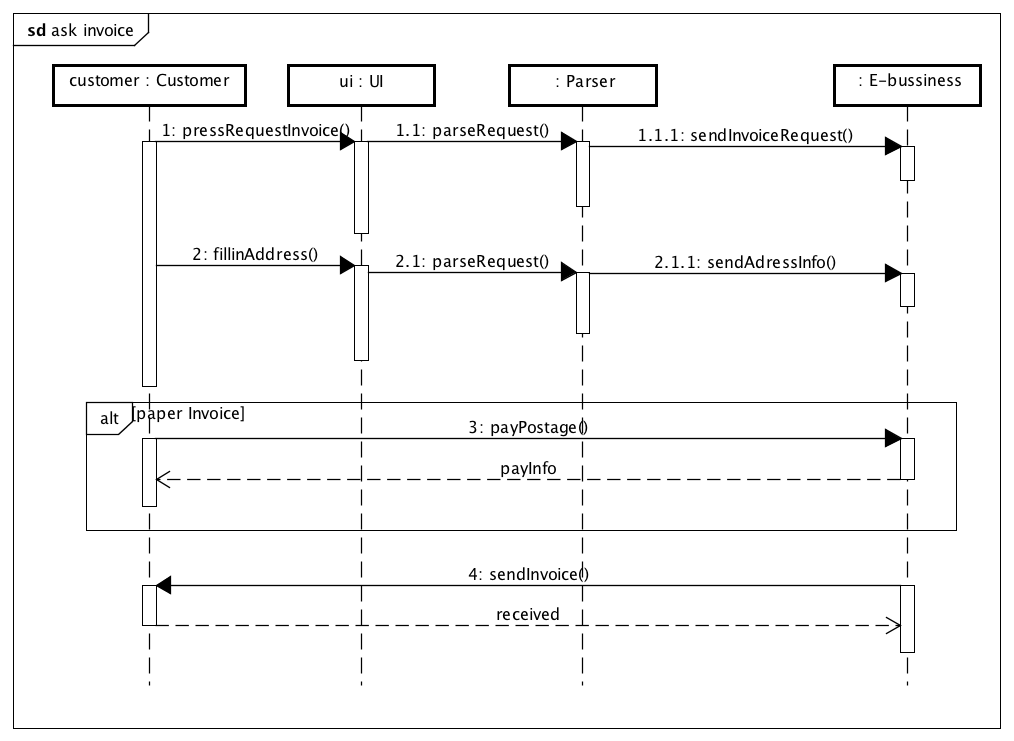 sd ask invoice
customer : Customer
ui : UI
: Parser
: E-bussiness
1: pressRequestInvoice()
1.1: parseRequest()
1.1.1: sendInvoiceRequest()
2: fillinAddress()
2.1: parseRequest()
2.1.1: sendAdressInfo()
alt
[paper Invoice]
3: payPostage()
payInfo
4: sendInvoice()
received